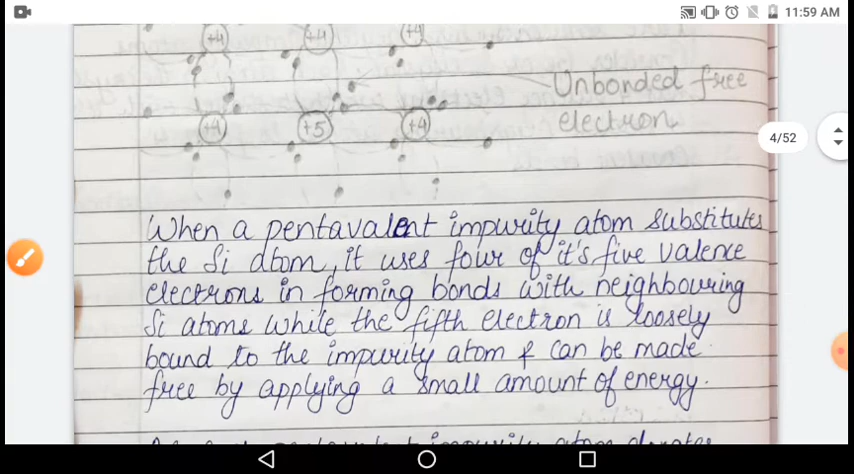 11:59 AM
+4 +4 +4
Unbonded free
electron
+4 +5 +4
4/52
When a pentavalent impurity atom substitutes
the Si atom, it uses four of it's five valence
electrons in forming bonds with neighbouring
Si atoms while the fifth electron is loosely
bound to the impurity atom & can be made
free by applying a small amount of energy.
impurity atom donates